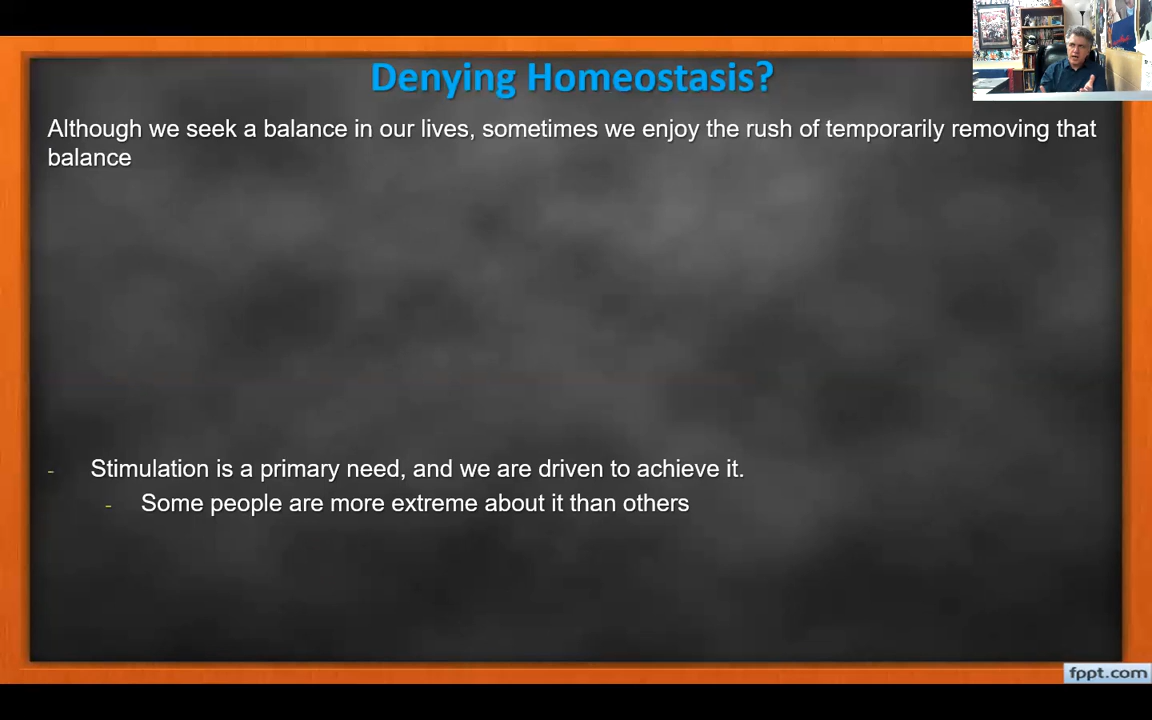 Denying Homeostasis?
Although we seek a balance in our lives, sometimes we enjoy the rush of temporarily removing that
balance
- Stimulation is a primary need, and we are driven to achieve it.
- Some people are more extreme about it than others
fppt.com